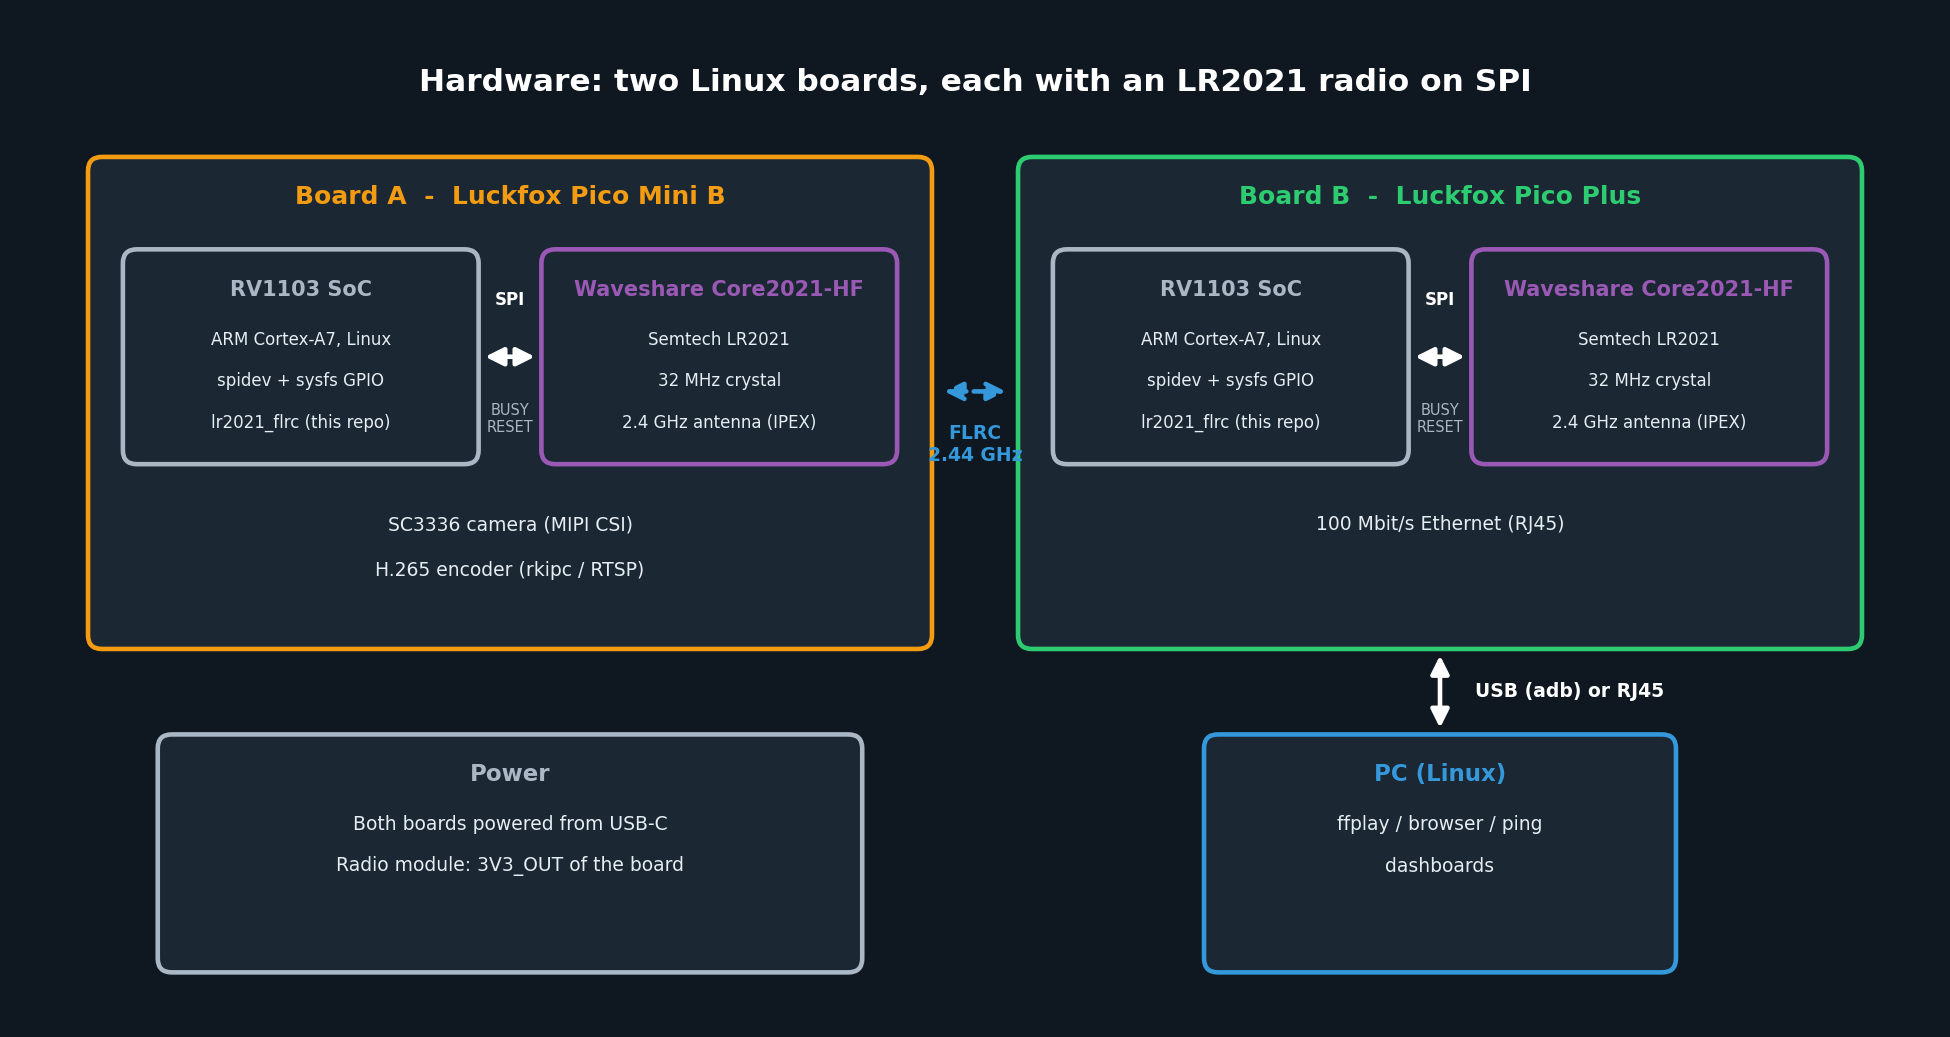 Hardware: two Linux boards, each with an LR2021 radio on SPI
Board A - Luckfox Pico Mini B
RV1103 SoC
ARM Cortex-A7, Linux
spidev + sysfs GPIO
lr2021_flrc (this repo)
SPI
BUSY
RESET
Waveshare Core2021-HF
Semtech LR2021
32 MHz crystal
2.4 GHz antenna (IPEX)
SC3336 camera (MIPI CSI)
H.265 encoder (rkipc / RTSP)
FLRC
2.44 GHz
Board B - Luckfox Pico Plus
RV1103 SoC
ARM Cortex-A7, Linux
spidev + sysfs GPIO
lr2021_flrc (this repo)
SPI
BUSY
RESET
Waveshare Core2021-HF
Semtech LR2021
32 MHz crystal
2.4 GHz antenna (IPEX)
100 Mbit/s Ethernet (RJ45)
USB (adb) or RJ45
Power
Both boards powered from USB-C
Radio module: 3V3_OUT of the board
PC (Linux)
ffplay / browser / ping
dashboards